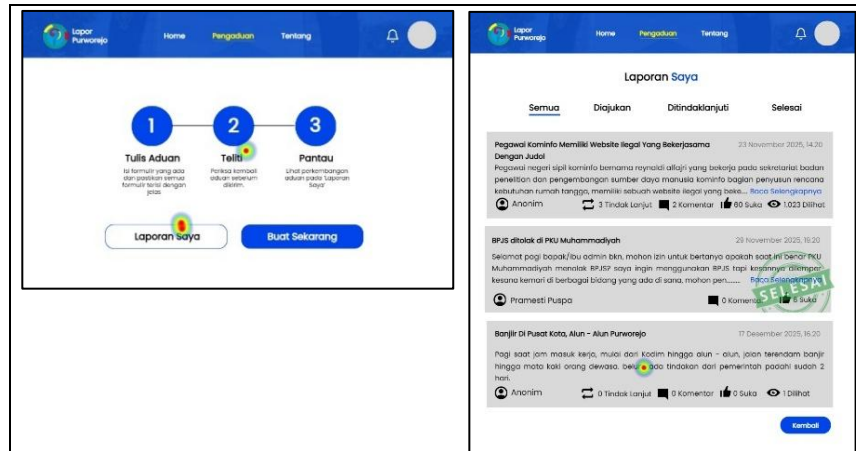 Lapor
Purworejo
Home
Pengaduan
Tentang
1
2
3
Tulis Aduan
Isi formulir yang ada
dan pastikan semua
formulir terisi dengan
jelas
Teliti
Periksa kembali
aduan sebelum
dikirim.
Pantau
Lihat perkembangan
aduan pada 'Laporan
Saya'
Laporan Saya
Buat Sekarang
Lapor
Purworejo
Home
Pengaduan
Tentang
Laporan Saya
Semua
Diajukan
Ditindaklanjuti
Selesai
Pegawai Kominfo Memiliki Website Ilegal Yang Bekerjasama
Dengan Judol
23 November 2025, 14.20
Pegawai negeri sipil kominfo bernama reynaldi allajri yang bekerja pada sekretariat badan
penelitian dan pengembangan sumber daya manusia kominfo bagian penyusun rencana
kebutuhan rumah tangga, memiliki sebuah website ilegal yang beke... Baca Selengkapnya
Anonim
3 Tindak Lanjut
2 Komentar
60 Suka
1.023 Dilihat
BPJS ditolak di PKU Muhammadiyah
29 November 2025, 19.20
Selamat pagi bapak/ibu admin bkn, mohon izin untuk bertanya apakah saat ini benar PKU
Muhammadiyah menolak BPJS? saya ingin menggunakan BPJS tapi kesannya dilempar
kesana kemari di berbagai bidang yang ada di sana, mohon pen...... Baca Selengkapnya
SELESAI
Pramesti Puspa
0 Komentar
6 Suka
Banjir Di Pusat Kota, Alun - Alun Purworejo
17 Desember 2025, 16.20
Pagi saat jam masuk kerja, mulai dari Kodim hingga alun - alun, jalan terendam banjir
hingga mata kaki orang dewasa. ada tindakan dari pemerintah padahl sudah 2
hari.
Anonim
0 Tindak Lanjut
0 Komentar
0 Suka
1 Dilihat
Kembali